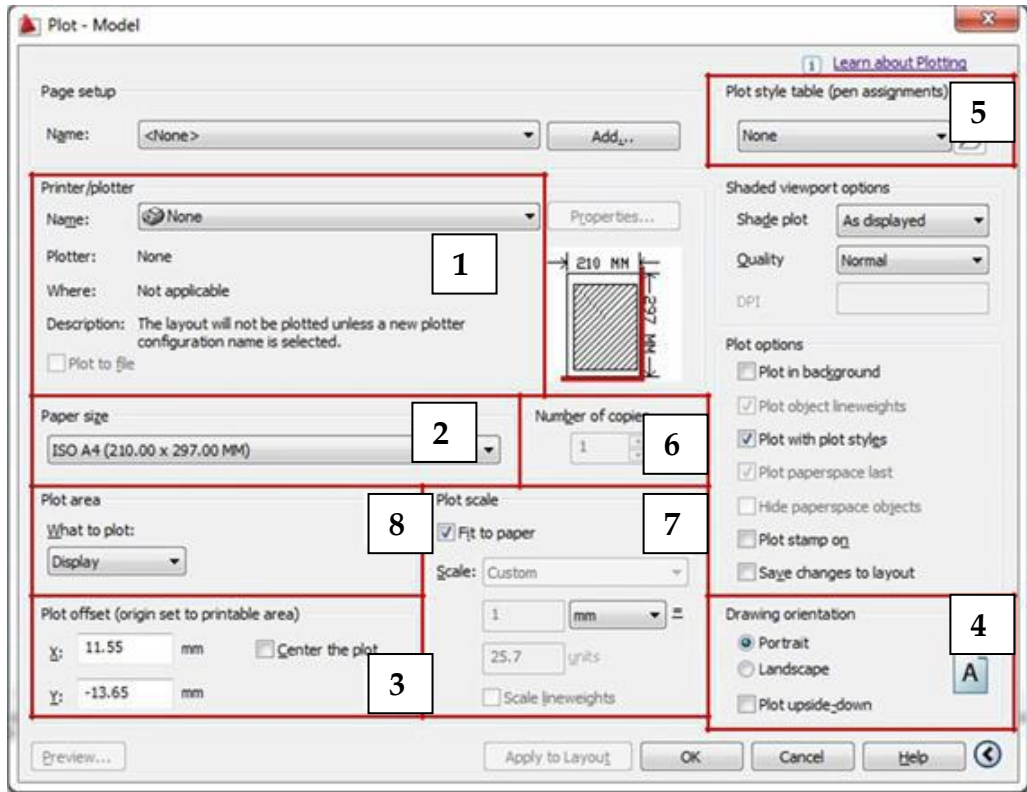 Plot - Model
Learn about Plotting
Page setup
Name: <None> Add...
Plot style table (pen assignments)
None
5
Printer/plotter
Name: None Properties...
Plotter: None
Where: Not applicable
Description: The layout will not be plotted unless a new plotter
configuration name is selected.
Plot to file
1
210 MM
297 MM
Shaded viewport options
Shade plot As displayed
Quality Normal
DPI
Paper size
ISO A4 (210.00 x 297.00 MM)
2
Number of copies
1
6
Plot options
Plot in background
Plot object lineweights
Plot with plot styles
Plot paperspace last
Hide paperspace objects
Plot stamp on
Save changes to layout
Plot area
What to plot:
Display
8
Plot scale
Fit to paper
7
Scale: Custom
1 mm =
25.7 units
Scale lineweights
Plot offset (origin set to printable area)
X: 11.55 mm Center the plot
Y: -13.65 mm
3
Drawing orientation
Portrait
Landscape
Plot upside-down
A
4
Preview... Apply to Layout OK Cancel Help